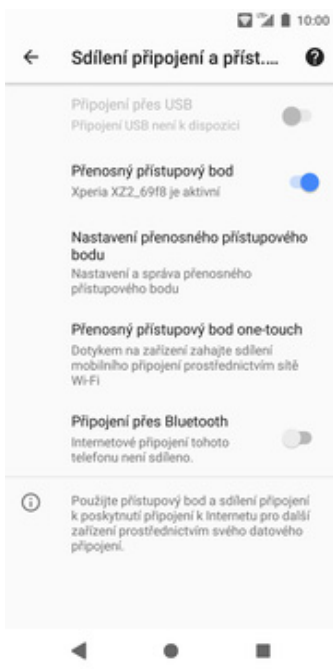 10:00
Sdílení připojení a příst....
Připojení přes USB
Připojení USB není k dispozici
Přenosný přístupový bod
Xperia XZ2_69f8 je aktivní
Nastavení přenosného přístupového
bodu
Nastavení a správa přenosného
přístupového bodu
Přenosný přístupový bod one-touch
Dotykem na zařízení zahajte sdílení
mobilního připojení prostřednictvím sítě
Wi-Fi
Připojení přes Bluetooth
Internetové připojení tohoto
telefonu není sdíleno.
Použijte přístupový bod a sdílení připojení
k poskytnutí připojení k Internetu pro další
zařízení prostřednictvím svého datového
připojení.